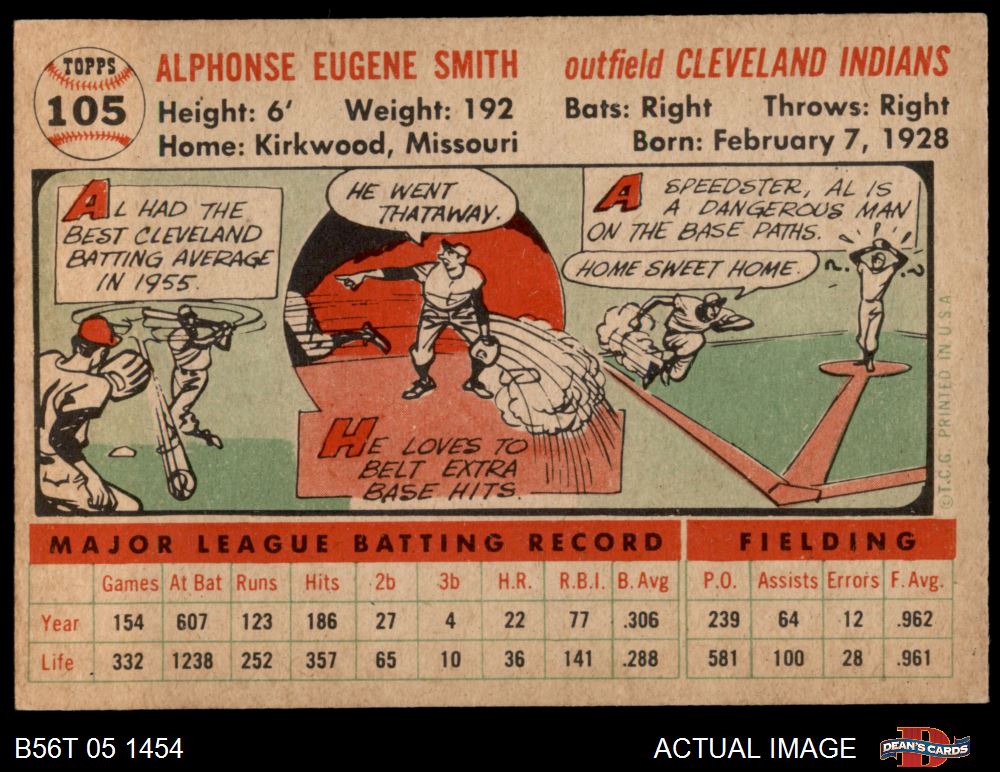 TOPPS
105
ALPHONSE EUGENE SMITH outfield CLEVELAND INDIANS
Height: 6' Weight: 192 Bats: Right Throws: Right
Home: Kirkwood, Missouri Born: February 7, 1928
AL HAD THE
BEST CLEVELAND
BATTING AVERAGE
IN 1955.
HE WENT
THATAWAY.
HE LOVES TO
BELT EXTRA
BASE HITS.
A SPEEDSTER, AL IS
A DANGEROUS MAN
ON THE BASE PATHS.
HOME SWEET HOME.
?. . ?
©T.C.G. PRINTED IN U.S.A
MAJOR LEAGUE BATTING RECORD FIELDING
Games At Bat Runs Hits 2b 3b H.R. R.B.I. B. Avg P.O. Assists Errors F. Avg.
Year 154 607 123 186 27 4 22 77 .306 239 64 12 .962
Life 332 1238 252 357 65 10 36 141 .288 581 100 28 .961
B56T 05 1454 ACTUAL IMAGE D DEAN'S CARDS